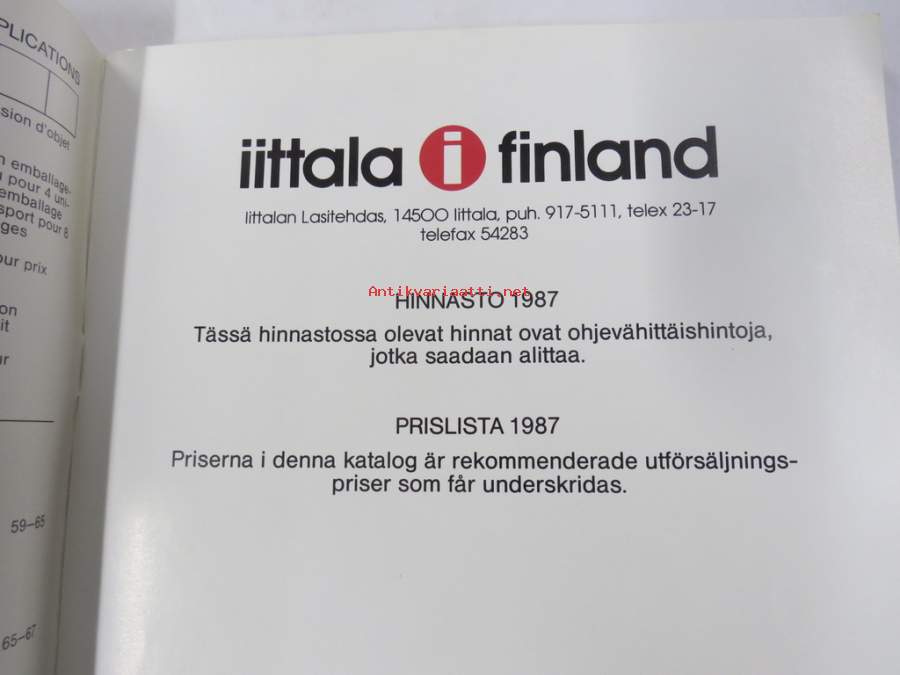 PLICATIONS
sion d'objet
n emballage-
pour 4 uni-
emballage
sport pour 8
ges
ur prix
on
it
ur
59–65
65–67
iittala i finland
Iittalan Lasitehdas, 14500 Iittala, puh. 917-5111, telex 23-17
telefax 54283
Antikvariaatti.net
HINNASTO 1987
Tässä hinnastossa olevat hinnat ovat ohjevähittäishintoja,
jotka saadaan alittaa.
PRISLISTA 1987
Priserna i denna katalog är rekommenderade utförsäljnings-
priser som får underskridas.